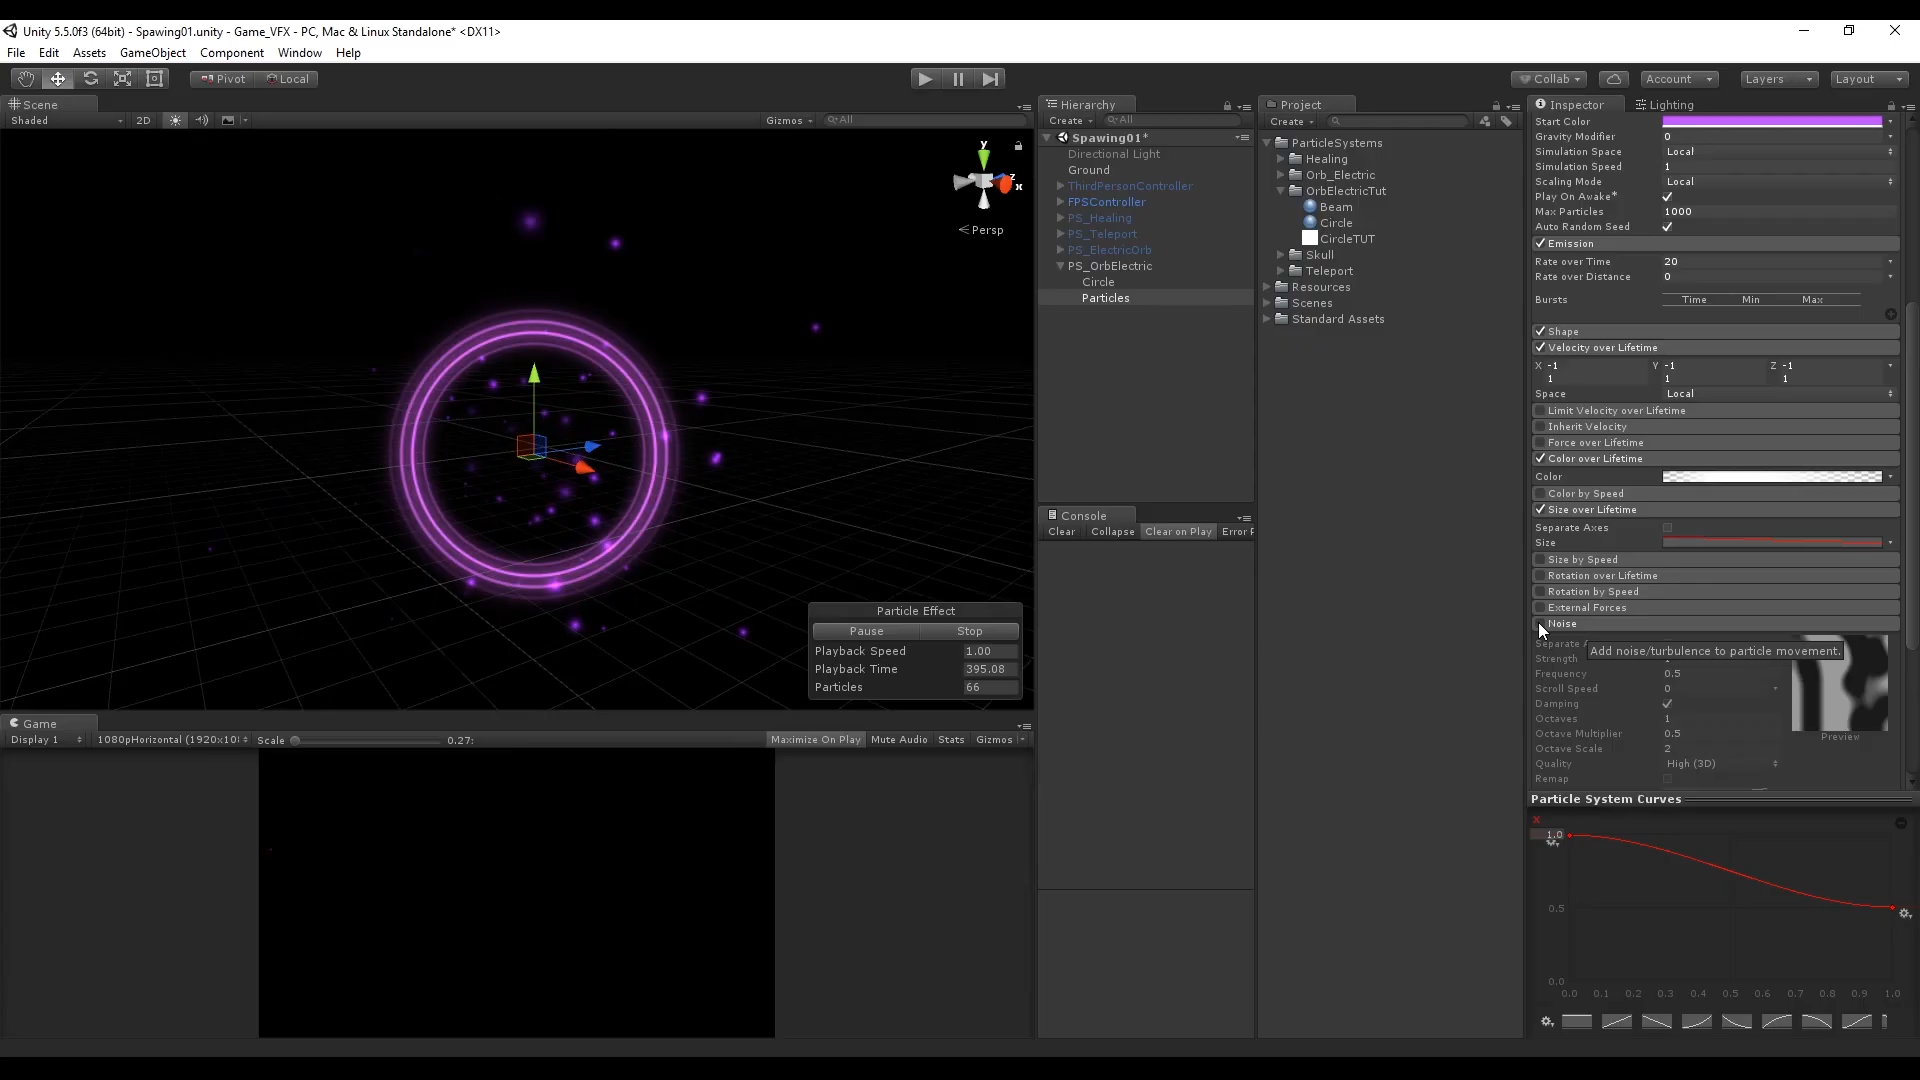 Unity 5.5.0f3 (64bit) - Spawing01.unity - Game_VFX - PC, Mac & Linux Standalone* <DX11>
File Edit Assets GameObject Component Window Help
Pivot Local
Collab Account Layers Layout
Scene
Shaded 2D Gizmos All
y
z
x
Persp
Particle Effect
Pause Stop
Playback Speed 1.00
Playback Time 395.08
Particles 66
Game
Display 1 1080pHorizontal (1920x10 Scale 0.27: Maximize On Play Mute Audio Stats Gizmos
Hierarchy
Create All
Spawing01*
Directional Light
Ground
ThirdPersonController
FPSController
PS_Healing
PS_Teleport
PS_ElectricOrb
PS_OrbElectric
Circle
Particles
Console
Clear Collapse Clear on Play Error P
Project
Create
ParticleSystems
Healing
Orb_Electric
OrbElectricTut
Beam
Circle
CircleTUT
Skull
Teleport
Resources
Scenes
Standard Assets
Inspector Lighting
Start Color
Gravity Modifier 0
Simulation Space Local
Simulation Speed 1
Scaling Mode Local
Play On Awake*
Max Particles 1000
Auto Random Seed
Emission
Rate over Time 20
Rate over Distance 0
Bursts Time Min Max
Shape
Velocity over Lifetime
X -1 Y -1 Z -1
1 1 1
Space Local
Limit Velocity over Lifetime
Inherit Velocity
Force over Lifetime
Color over Lifetime
Color
Color by Speed
Size over Lifetime
Separate Axes
Size
Size by Speed
Rotation over Lifetime
Rotation by Speed
External Forces
Noise
Separate A
Add noise/turbulence to particle movement.
Strength 1
Frequency 0.5
Scroll Speed 0
Damping
Octaves 1
Octave Multiplier 0.5
Octave Scale 2
Quality High (3D)
Remap
Preview
Particle System Curves
1.0
0.5
0.0
0.0 0.1 0.2 0.3 0.4 0.5 0.6 0.7 0.8 0.9 1.0